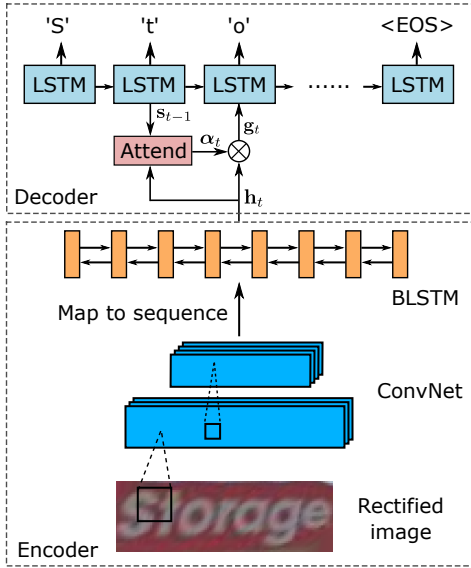 'S' 't' 'o' <EOS>
LSTM LSTM LSTM ...... LSTM
s_{t−1} g_t
Attend α_t
Decoder h_t
BLSTM
Map to sequence
ConvNet
Storage
Rectified
image
Encoder